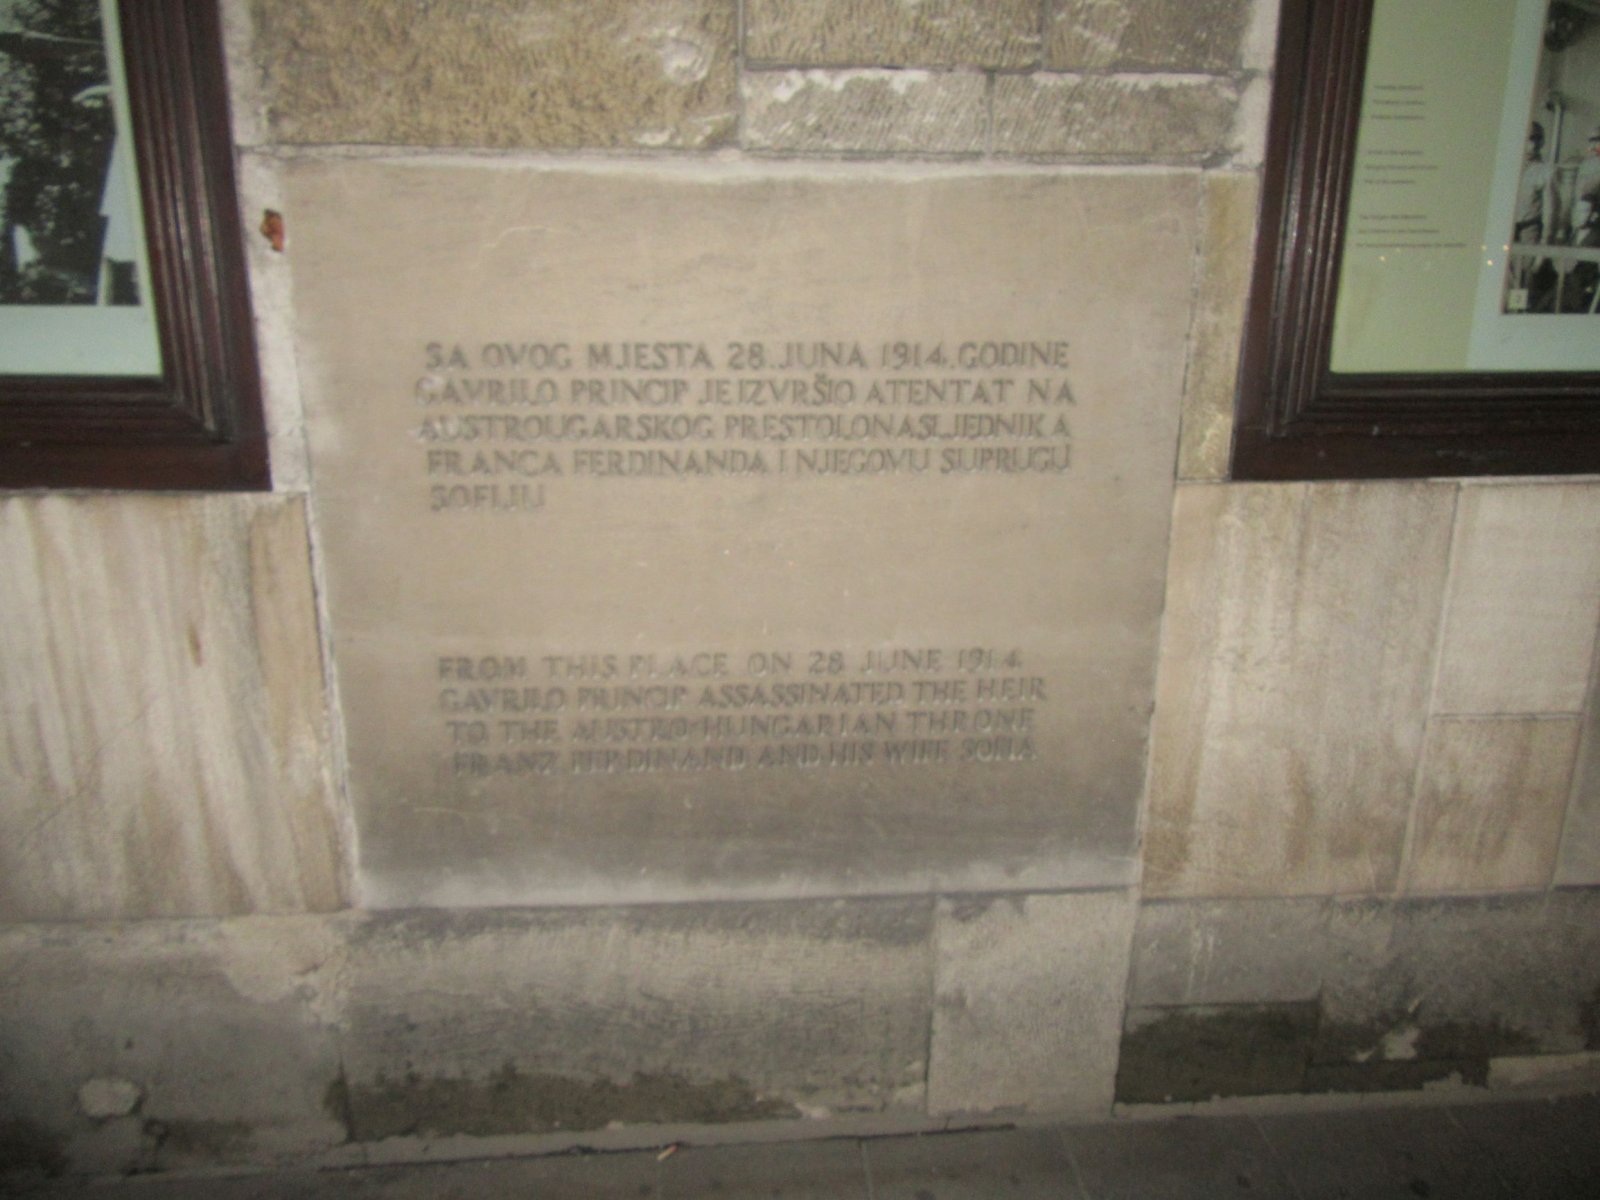 SA OVOG MJESTA 28. JUNA 1914. GODINE
GAVRILO PRINCIP JE IZVRŠIO ATENTAT NA
AUSTROUGARSKOG PRESTOLONASLJEDNIKA
FRANCA FERDINANDA I NJEGOVU SUPRUGU
SOFIJU
FROM THIS PLACE ON 28 JUNE 1914
GAVRILO PRINCIP ASSASSINATED THE HEIR
TO THE AUSTRO-HUNGARIAN THRONE
FRANZ FERDINAND AND HIS WIFE SOFIA